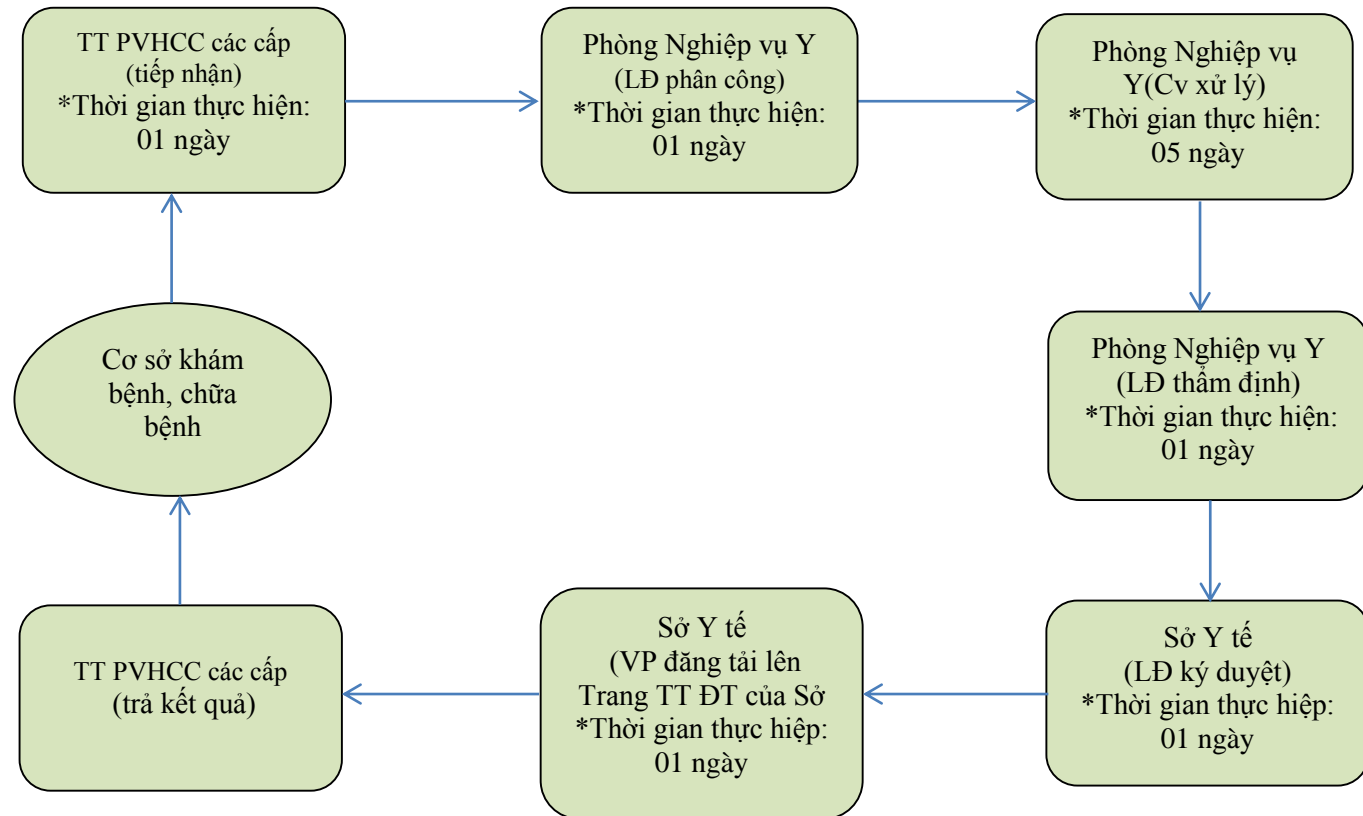 TT PVHCC các cấp
(tiếp nhận)
*Thời gian thực hiện:
01 ngày
Phòng Nghiệp vụ Y
(LĐ phân công)
*Thời gian thực hiện:
01 ngày
Phòng Nghiệp vụ
Y(Cv xử lý)
*Thời gian thực hiện:
05 ngày
Phòng Nghiệp vụ Y
(LĐ thẩm định)
*Thời gian thực hiện:
01 ngày
Sở Y tế
(LĐ ký duyệt)
*Thời gian thực hiệp:
01 ngày
Sở Y tế
(VP đăng tải lên
Trang TT ĐT của Sở
*Thời gian thực hiệp:
01 ngày
TT PVHCC các cấp
(trả kết quả)
Cơ sở khám
bệnh, chữa
bệnh